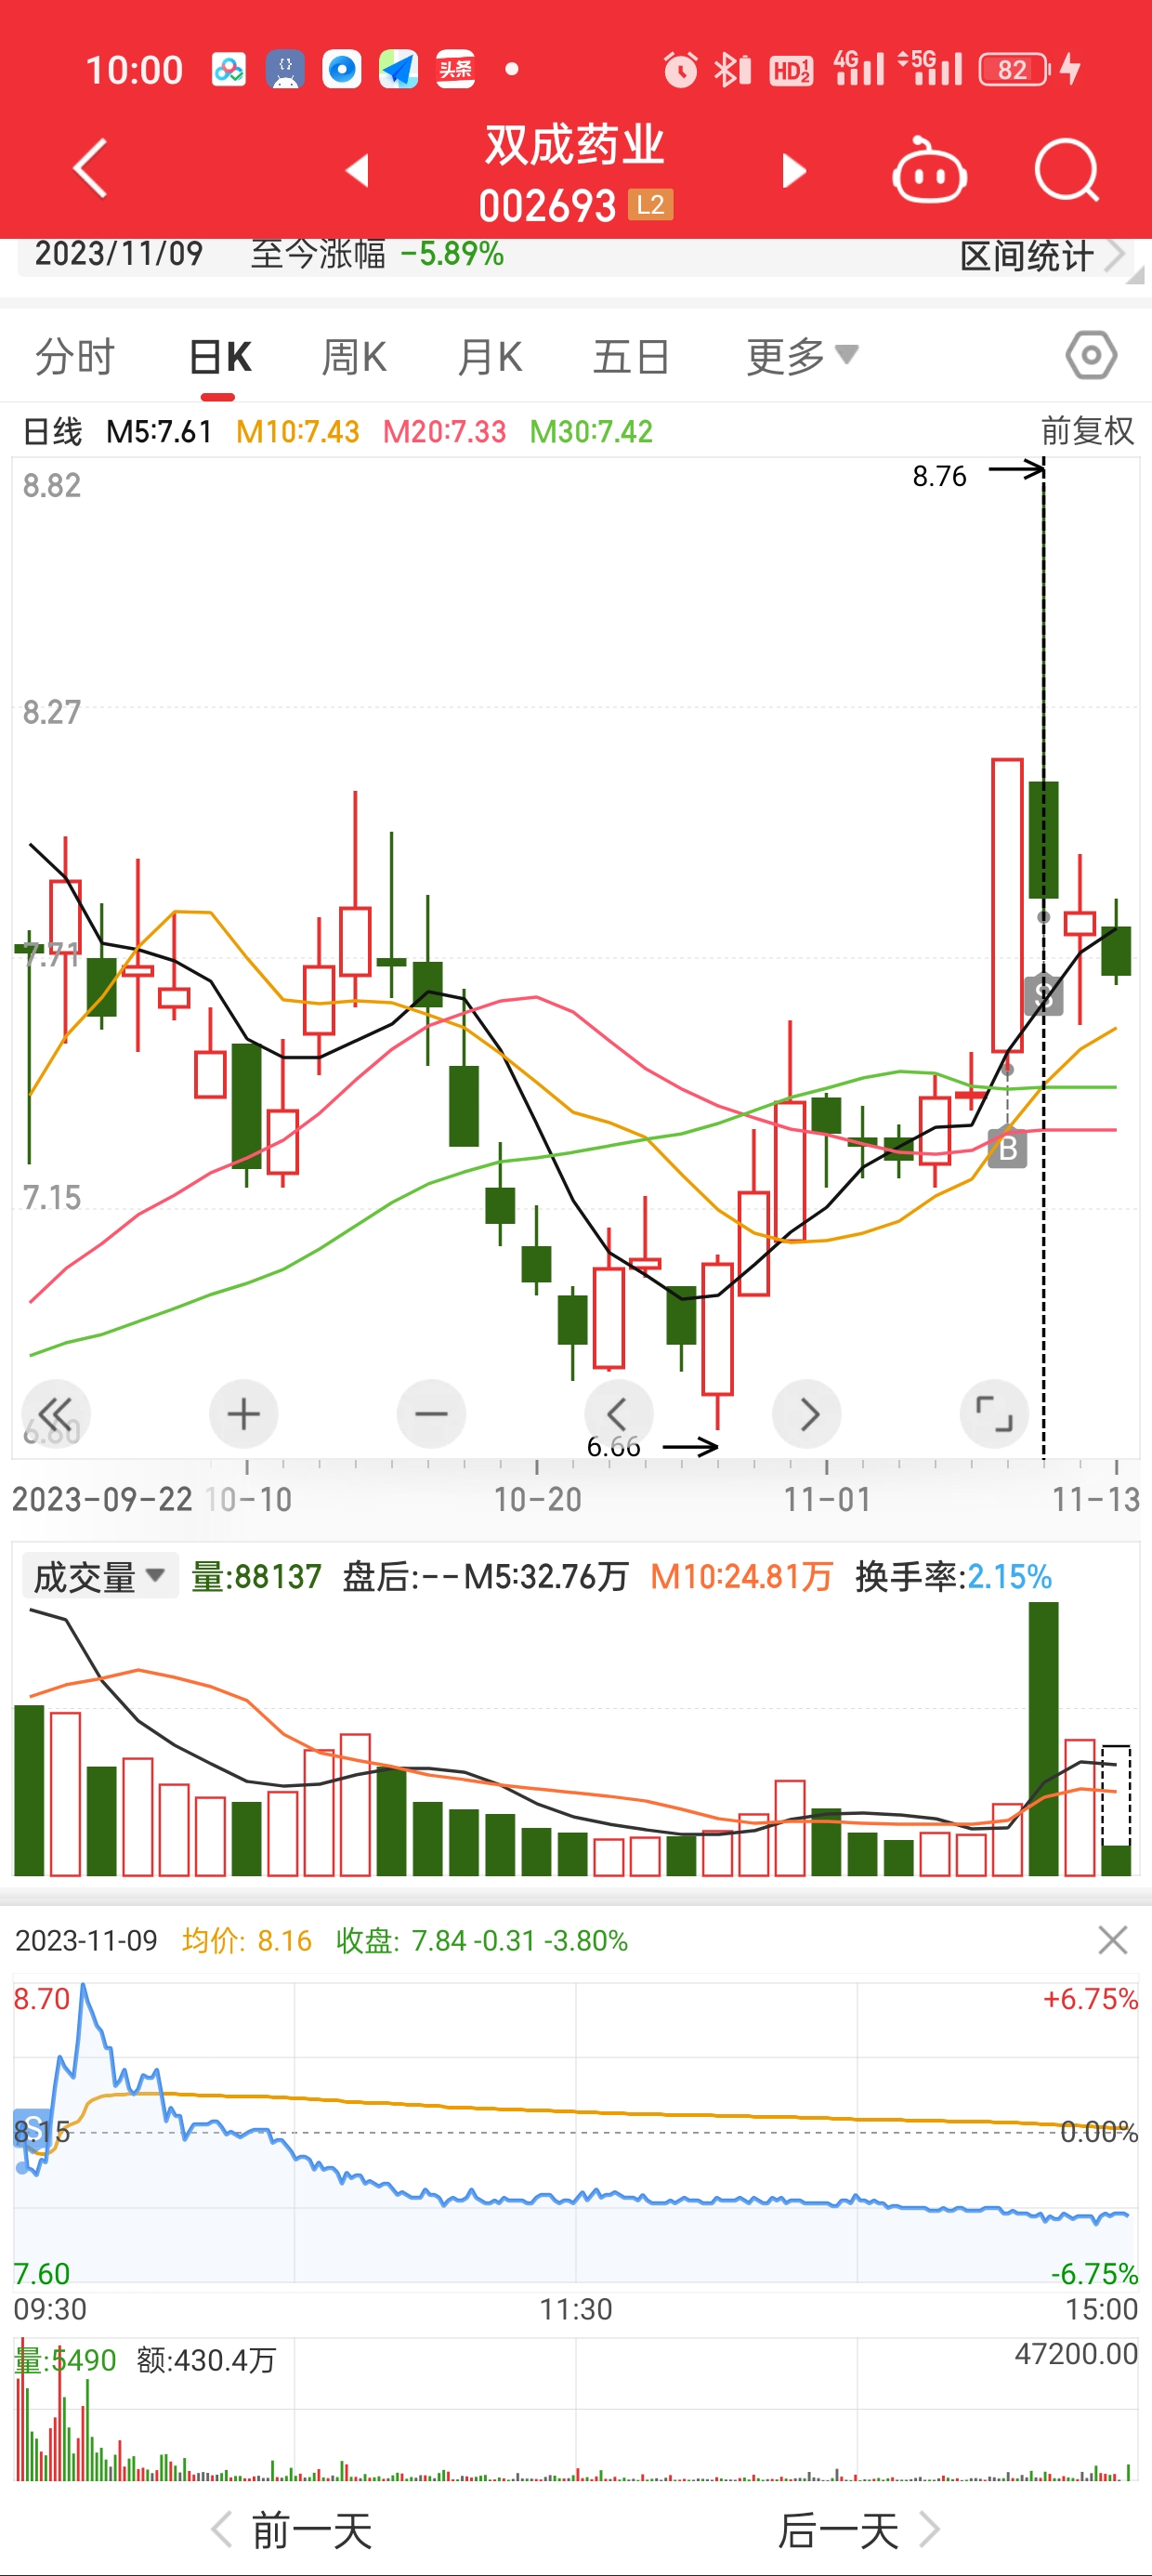 10:00 头条 HD12 4G 5G 82
双成药业
002693 L2
2023/11/09 至今涨幅 -5.89% 区间统计
分时 日K 周K 月K 五日 更多
日线 M5:7.61 M10:7.43 M20:7.33 M30:7.42 前复权
8.82
8.76
8.27
7.71
S
B
7.15
6.60
6.66
2023-09-22 10-10 10-20 11-01 11-13
成交量 量:88137 盘后:-- M5:32.76万 M10:24.81万 换手率:2.15%
2023-11-09 均价: 8.16 收盘: 7.84 -0.31 -3.80%
8.70 +6.75%
S
8.15 0.00%
7.60 -6.75%
09:30 11:30 15:00
量:5490 额:430.4万 47200.00
前一天 后一天